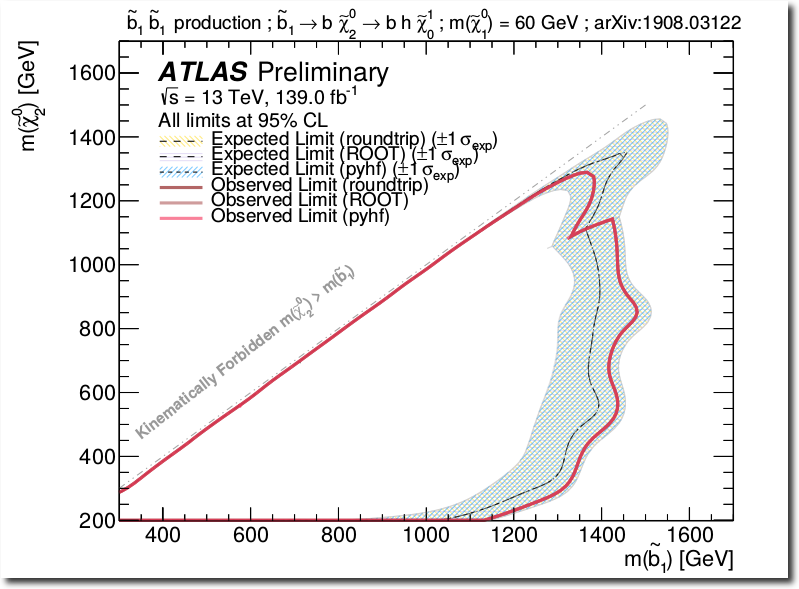 b̃₁ b̃₁ production ; b̃₁ → b χ̃₂⁰ → b h χ̃₀¹ ; m(χ̃₁⁰) = 60 GeV ; arXiv:1908.03122
m(χ̃₂⁰) [GeV]
1600
1400
1200
1000
800
600
400
200
ATLAS Preliminary
√s = 13 TeV, 139.0 fb⁻¹
All limits at 95% CL
Expected Limit (roundtrip) (±1 σexp)
Expected Limit (ROOT) (±1 σexp)
Expected Limit (pyhf) (±1 σexp)
Observed Limit (roundtrip)
Observed Limit (ROOT)
Observed Limit (pyhf)
Kinematically Forbidden m(χ̃₂⁰) > m(b̃₁)
400 600 800 1000 1200 1400 1600
m(b̃₁) [GeV]